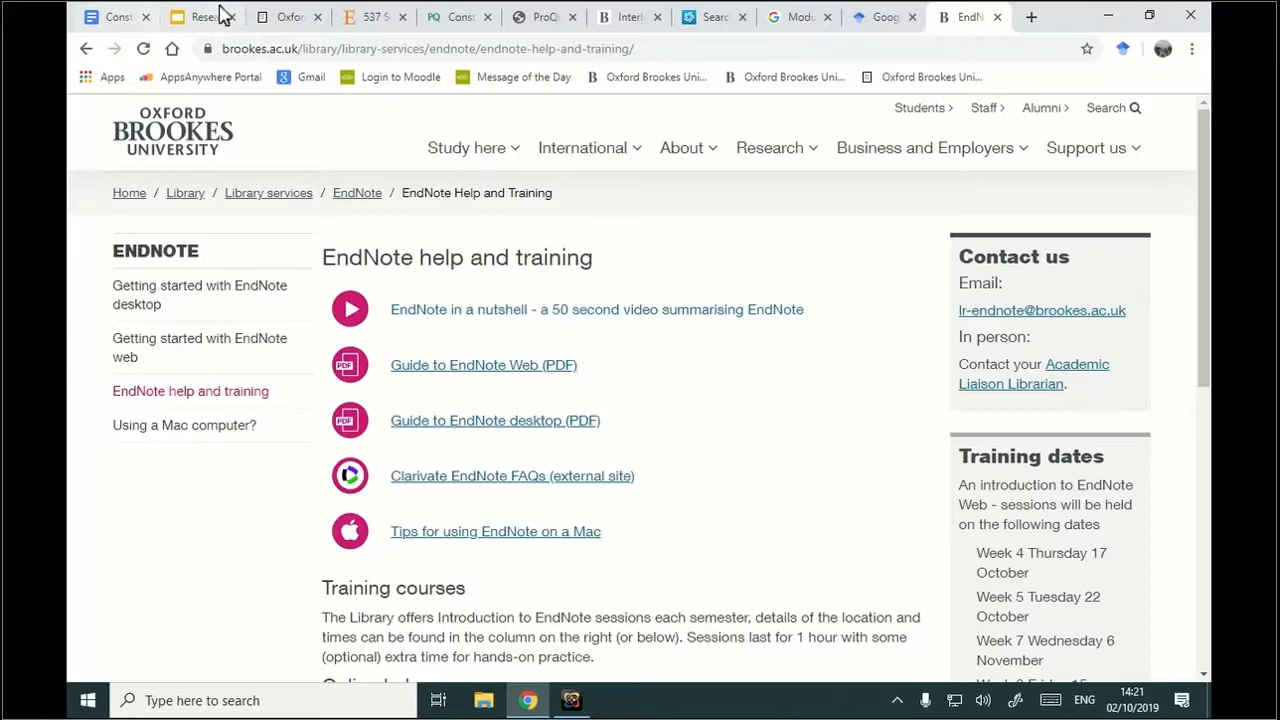 Const
Rese
Oxfor
537 S
Const
ProQ
Interli
Search
Modu
Goog
EndN
brookes.ac.uk/library/library-services/endnote/endnote-help-and-training/
Apps
AppsAnywhere Portal
Gmail
Login to Moodle
Message of the Day
Oxford Brookes Uni...
Oxford Brookes Uni...
Oxford Brookes Uni...
OXFORD
BROOKES
UNIVERSITY
Students
Staff
Alumni
Search
Study here
International
About
Research
Business and Employers
Support us
Home / Library / Library services / EndNote / EndNote Help and Training
ENDNOTE
Getting started with EndNote
desktop
Getting started with EndNote
web
EndNote help and training
Using a Mac computer?
EndNote help and training
EndNote in a nutshell - a 50 second video summarising EndNote
PDF
Guide to EndNote Web (PDF)
PDF
Guide to EndNote desktop (PDF)
Clarivate EndNote FAQs (external site)
Tips for using EndNote on a Mac
Training courses
The Library offers Introduction to EndNote sessions each semester, details of the location and
times can be found in the column on the right (or below). Sessions last for 1 hour with some
(optional) extra time for hands-on practice.
Contact us
Email:
lr-endnote@brookes.ac.uk
In person:
Contact your Academic
Liaison Librarian.
Training dates
An introduction to EndNote
Web - sessions will be held
on the following dates
Week 4 Thursday 17
October
Week 5 Tuesday 22
October
Week 7 Wednesday 6
November
Type here to search
ENG
14:21
02/10/2019